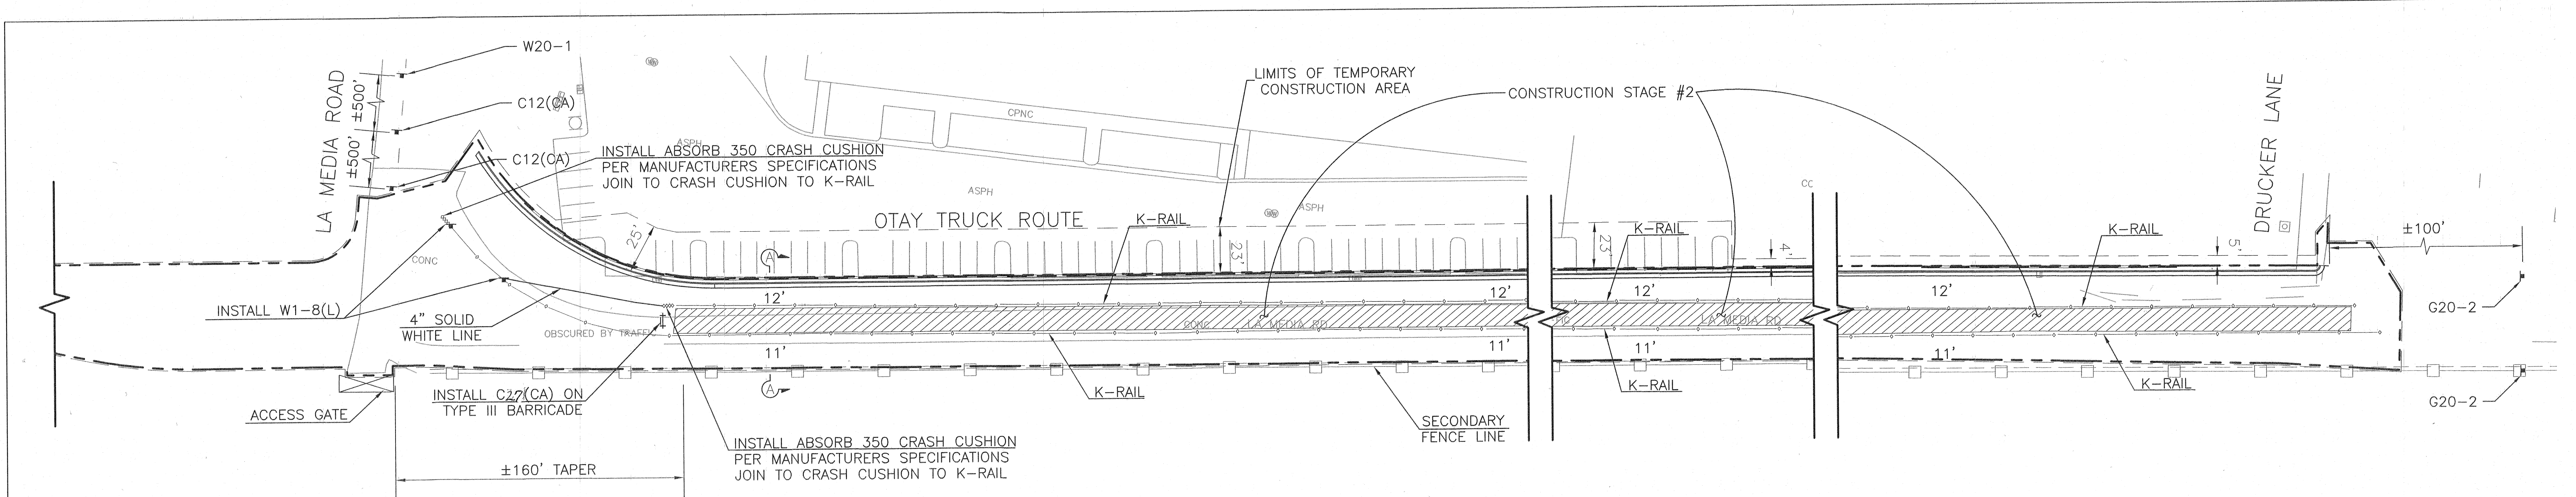 W20-1
LIMITS OF TEMPORARY
CONSTRUCTION AREA
CONSTRUCTION STAGE #2
LA MEDIA ROAD
±500'
±500'
C12(CA)
C12(CA)
CPNC
DRUCKER LANE
ASPH
INSTALL ABSORB 350 CRASH CUSHION
PER MANUFACTURERS SPECIFICATIONS
JOIN TO CRASH CUSHION TO K-RAIL
ASPH
ASPH
OTAY TRUCK ROUTE
K-RAIL
K-RAIL
K-RAIL
±100'
25'
23'
23'
4'
5'
A
CONC
INSTALL W1-8(L)
4" SOLID
WHITE LINE
12'
12'
12'
12'
G20-2
OBSCURED BY TRAFF
CONC
LA MEDIA RD
LA MEDIA RD
11'
11'
11'
11'
A
INSTALL C27(CA) ON
TYPE III BARRICADE
ACCESS GATE
K-RAIL
K-RAIL
K-RAIL
G20-2
SECONDARY
FENCE LINE
INSTALL ABSORB 350 CRASH CUSHION
PER MANUFACTURERS SPECIFICATIONS
JOIN TO CRASH CUSHION TO K-RAIL
±160' TAPER